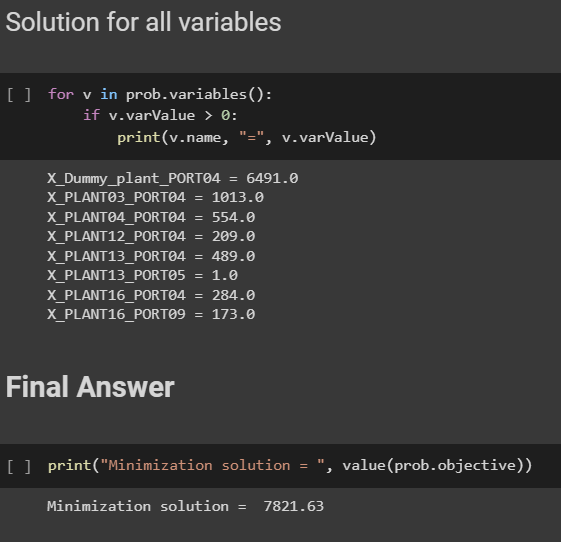 Solution for all variables
[ ] for v in prob.variables():
if v.varValue > 0:
print(v.name, "=", v.varValue)
X_Dummy_plant_PORT04 = 6491.0
X_PLANT03_PORT04 = 1013.0
X_PLANT04_PORT04 = 554.0
X_PLANT12_PORT04 = 209.0
X_PLANT13_PORT04 = 489.0
X_PLANT13_PORT05 = 1.0
X_PLANT16_PORT04 = 284.0
X_PLANT16_PORT09 = 173.0
Final Answer
[ ] print("Minimization solution = ", value(prob.objective))
Minimization solution =  7821.63